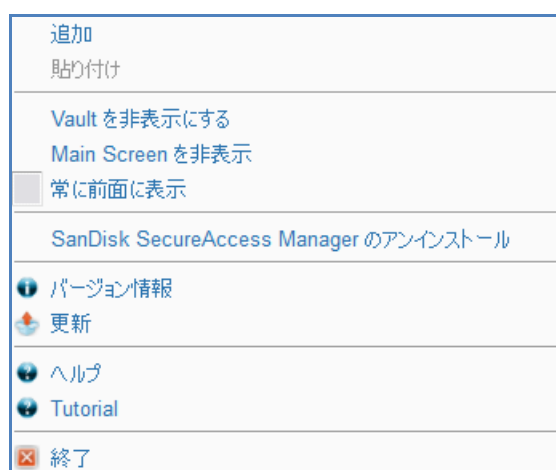 追加
貼り付け
Vault を非表示にする
Main Screen を非表示
常に前面に表示
SanDisk SecureAccess Manager のアンインストール
バージョン情報
更新
ヘルプ
Tutorial
終了